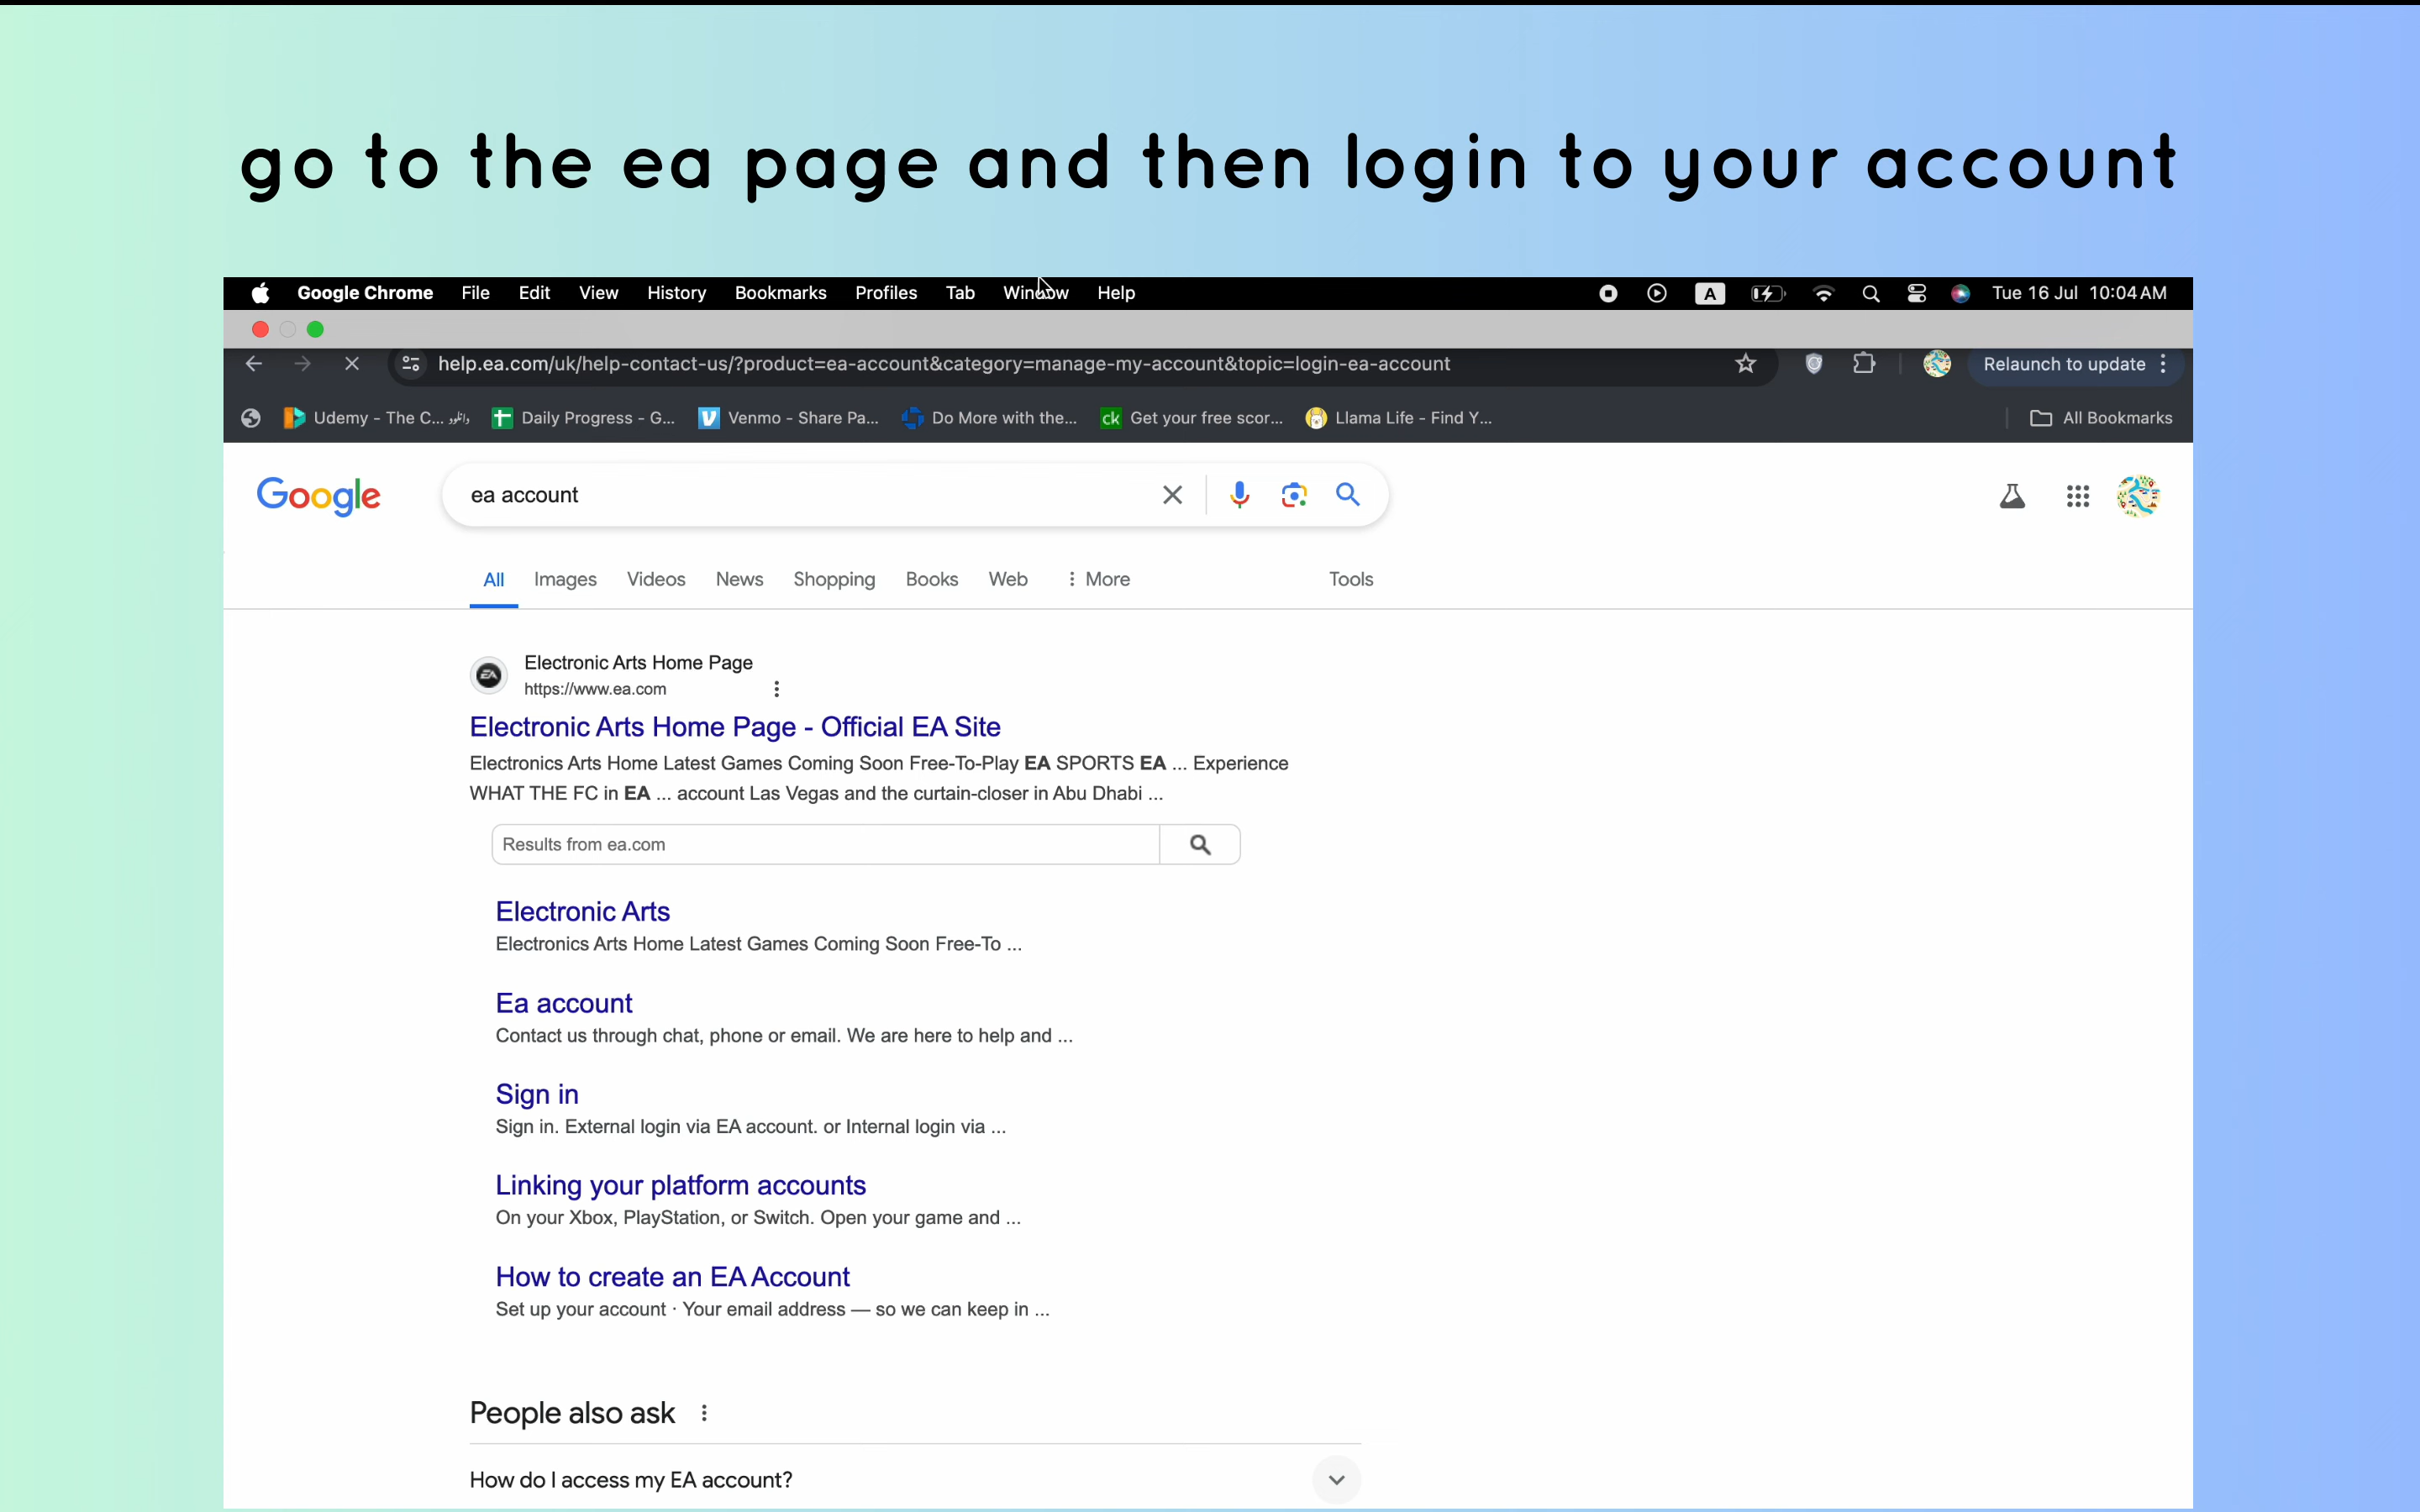 go to the ea page and then login to your account
Google Chrome File Edit View History Bookmarks Profiles Tab Window Help A Tue 16 Jul 10:04 AM
help.ea.com/uk/help-contact-us/?product=ea-account&category=manage-my-account&topic=login-ea-account Relaunch to update
Udemy - The C... دانلود Daily Progress - G... Venmo - Share Pa... Do More with the... ck Get your free scor... Llama Life - Find Y... All Bookmarks
Google ea account
All Images Videos News Shopping Books Web More Tools
EA Electronic Arts Home Page
https://www.ea.com
Electronic Arts Home Page - Official EA Site
Electronics Arts Home Latest Games Coming Soon Free-To-Play EA SPORTS EA ... Experience
WHAT THE FC in EA ... account Las Vegas and the curtain-closer in Abu Dhabi ...
Results from ea.com
Electronic Arts
Electronics Arts Home Latest Games Coming Soon Free-To ...
Ea account
Contact us through chat, phone or email. We are here to help and ...
Sign in
Sign in. External login via EA account. or Internal login via ...
Linking your platform accounts
On your Xbox, PlayStation, or Switch. Open your game and ...
How to create an EA Account
Set up your account · Your email address — so we can keep in ...
People also ask
How do I access my EA account?